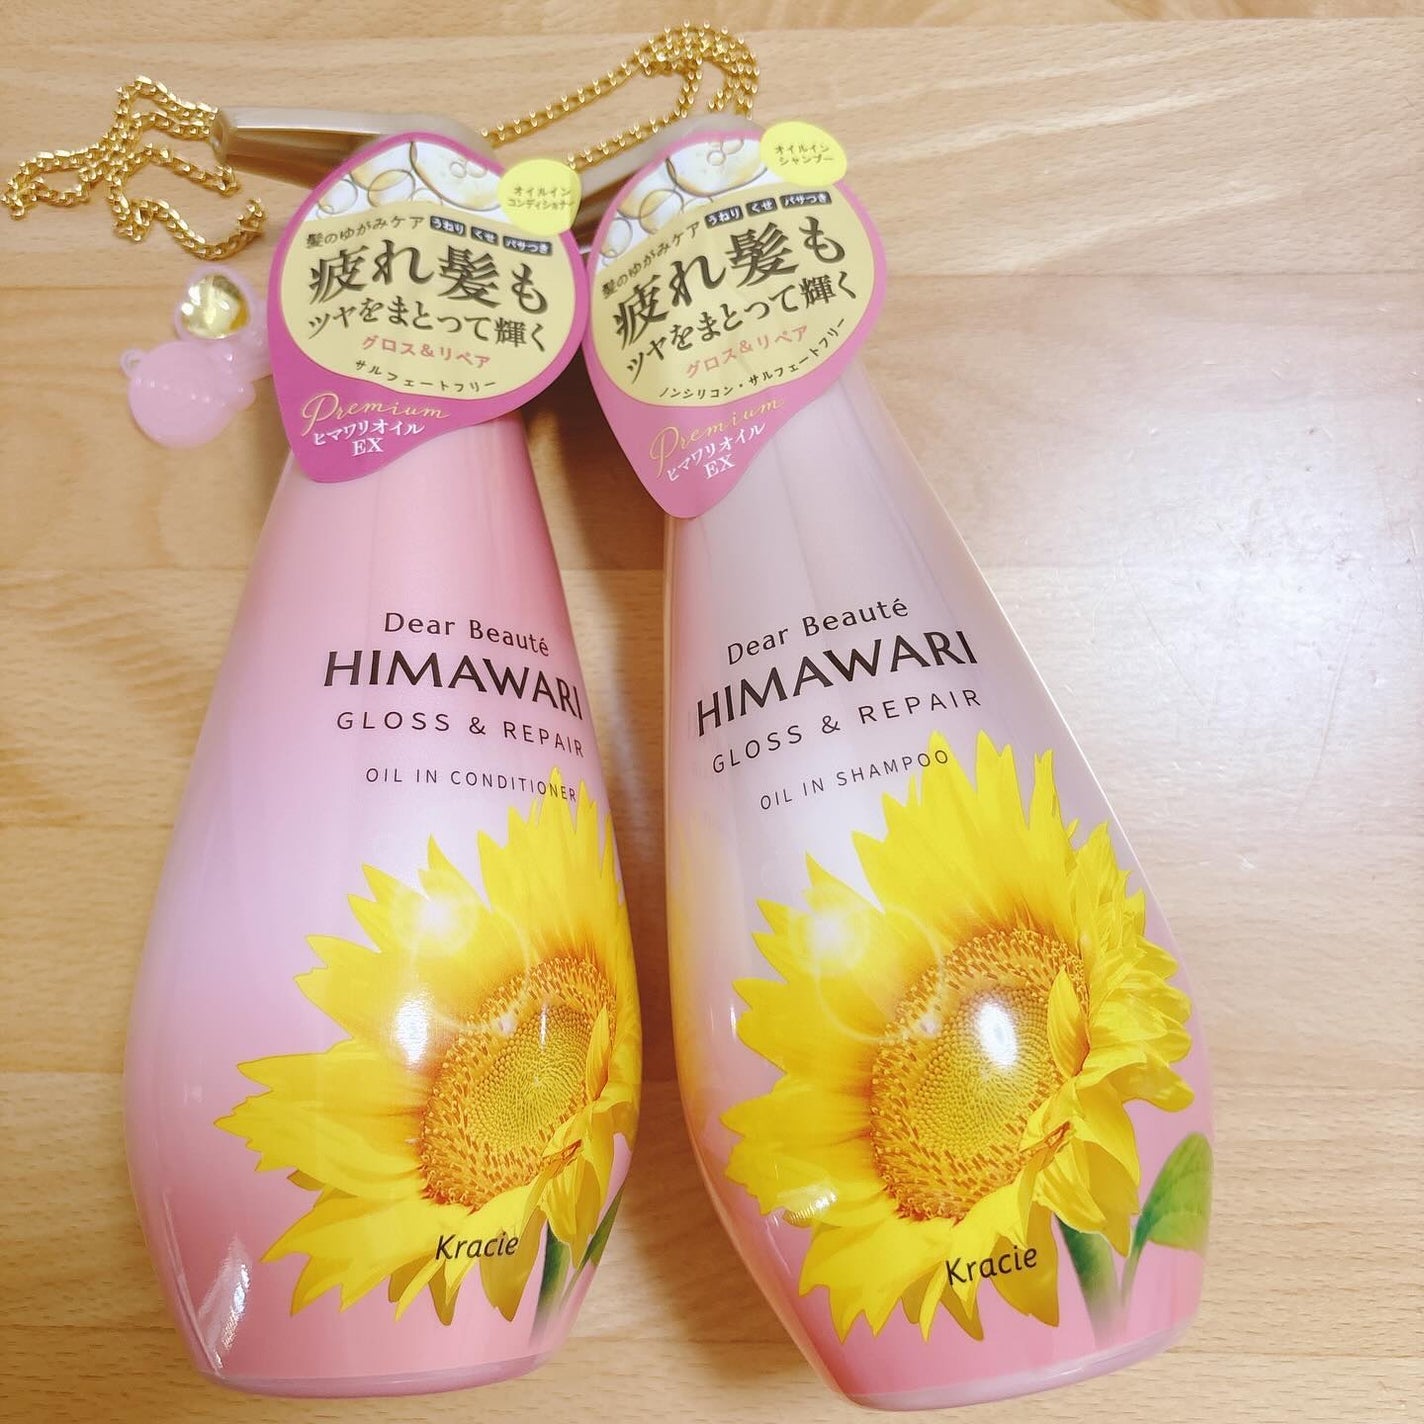 オイルイン
コンディショナー
髪のゆがみケア うねり くせ パサつき
疲れ髪も
ツヤをまとって輝く
グロス&リペア
サルフェートフリー
Premium
ヒマワリオイル
EX
Dear Beauté
HIMAWARI
GLOSS & REPAIR
OIL IN CONDITIONER
Kracie
オイルイン
シャンプー
髪のゆがみケア うねり くせ パサつき
疲れ髪も
ツヤをまとって輝く
グロス&リペア
ノンシリコン・サルフェートフリー
Premium
ヒマワリオイル
EX
Dear Beauté
HIMAWARI
GLOSS & REPAIR
OIL IN SHAMPOO
Kracie